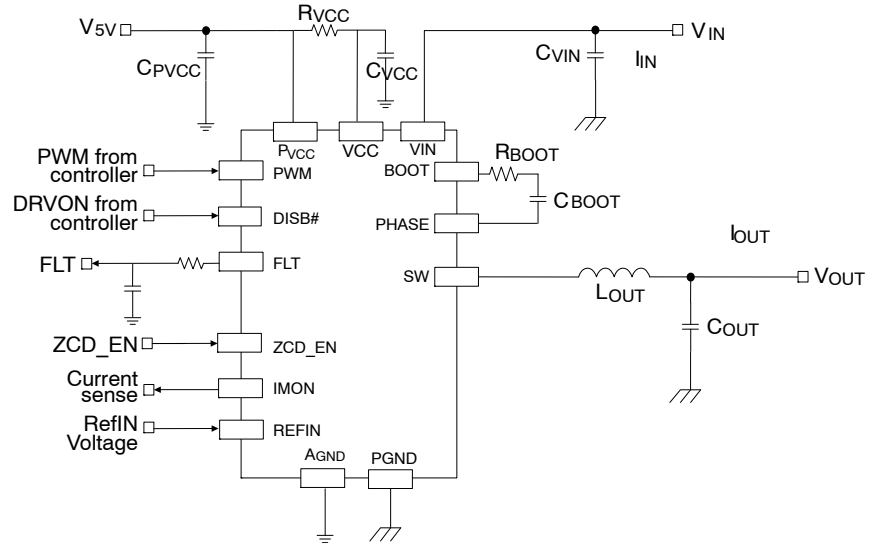 V5V
RVCC
CPVCC
CVCC
CVIN
IIN
VIN
PVCC
VCC
VIN
PWM from
controller
PWM
BOOT
RBOOT
CBOOT
DRVON from
controller
DISB#
PHASE
IOUT
FLT
FLT
SW
LOUT
VOUT
COUT
ZCD_EN
ZCD_EN
Current
sense
IMON
RefIN
Voltage
REFIN
AGND
PGND